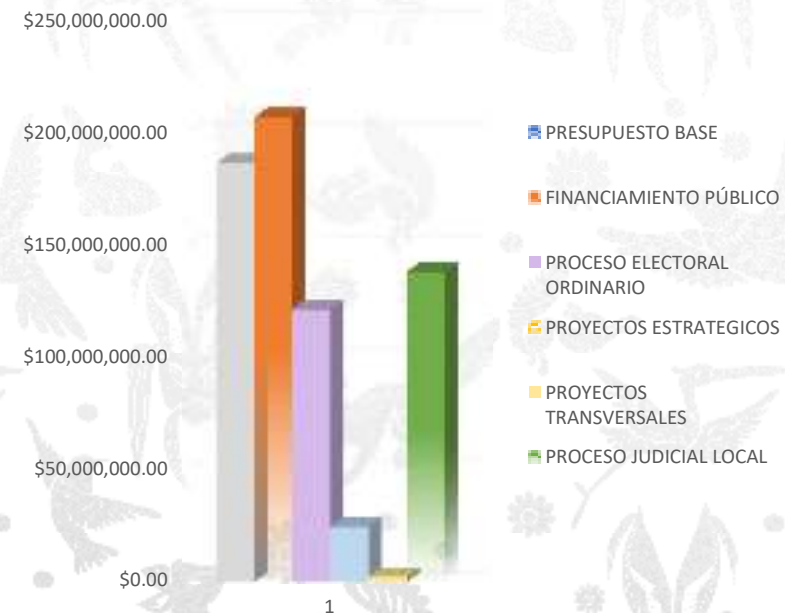 $250,000,000.00
$200,000,000.00
$150,000,000.00
$100,000,000.00
$50,000,000.00
$0.00
1
PRESUPUESTO BASE
FINANCIAMIENTO PÚBLICO
PROCESO ELECTORAL
ORDINARIO
PROYECTOS ESTRATEGICOS
PROYECTOS
TRANSVERSALES
PROCESO JUDICIAL LOCAL